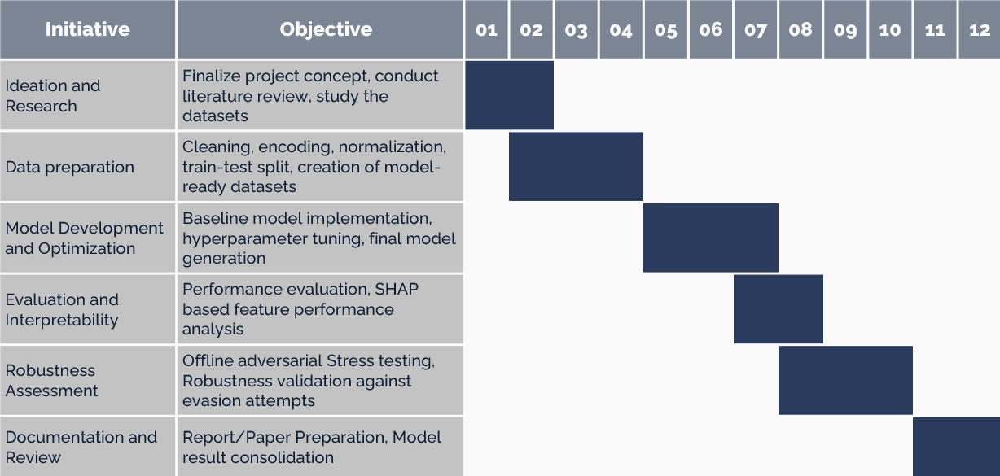 Initiative Objective 01 02 03 04 05 06 07 08 09 10 11 12
Ideation and
Research
Finalize project concept, conduct
literature review, study the
datasets
Data preparation
Cleaning, encoding, normalization,
train-test split, creation of model-
ready datasets
Model Development
and Optimization
Baseline model implementation,
hyperparameter tuning, final model
generation
Evaluation and
Interpretability
Performance evaluation, SHAP
based feature performance
analysis
Robustness
Assessment
Offline adversarial Stress testing,
Robustness validation against
evasion attempts
Documentation and
Review
Report/Paper Preparation, Model
result consolidation